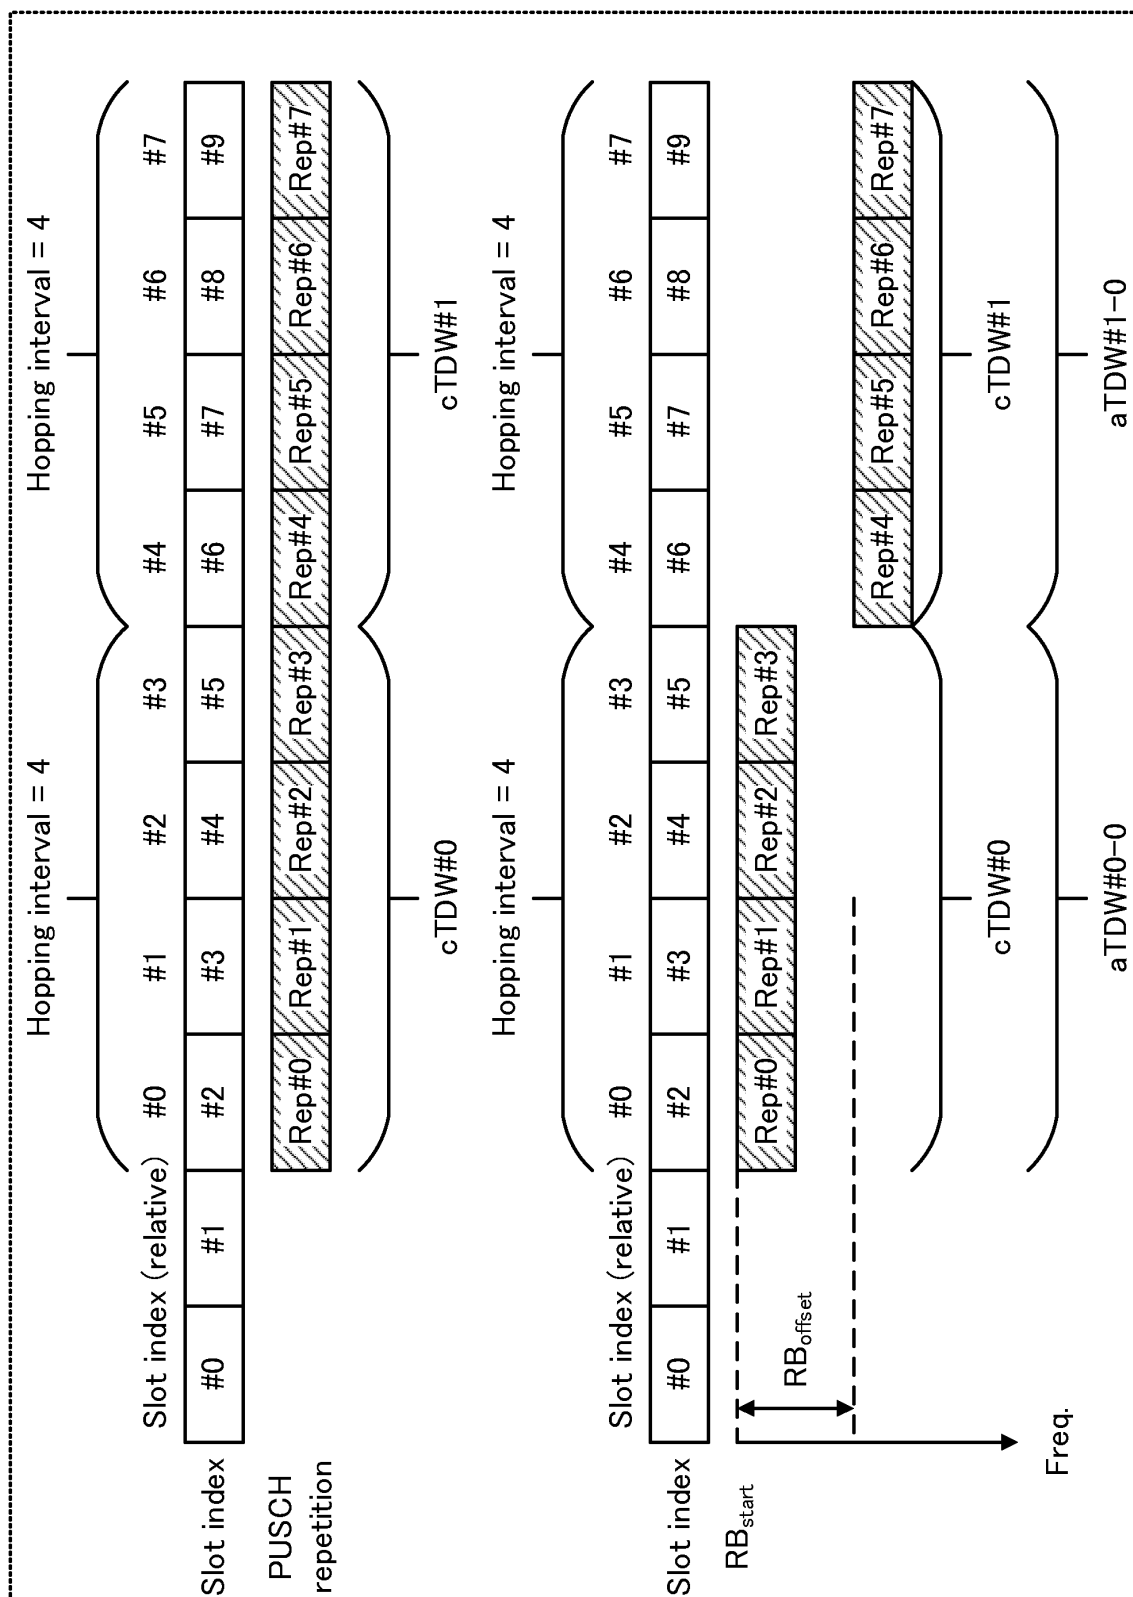 Hopping interval = 4 Hopping interval = 4
Slot index (relative) #0 #1 #2 #3 #4 #5 #6 #7
Slot index #0 #1 #2 #3 #4 #5 #6 #7 #8 #9
PUSCH
repetition
Rep#0 Rep#1 Rep#2 Rep#3 Rep#4 Rep#5 Rep#6 Rep#7
cTDW#0 cTDW#1
Hopping interval = 4 Hopping interval = 4
Slot index (relative) #0 #1 #2 #3 #4 #5 #6 #7
Slot index #0 #1 #2 #3 #4 #5 #6 #7 #8 #9
RBstart
Rep#0 Rep#1 Rep#2 Rep#3
RBoffset
Rep#4 Rep#5 Rep#6 Rep#7
cTDW#0 cTDW#1
Freq.
aTDW#0-0 aTDW#1-0